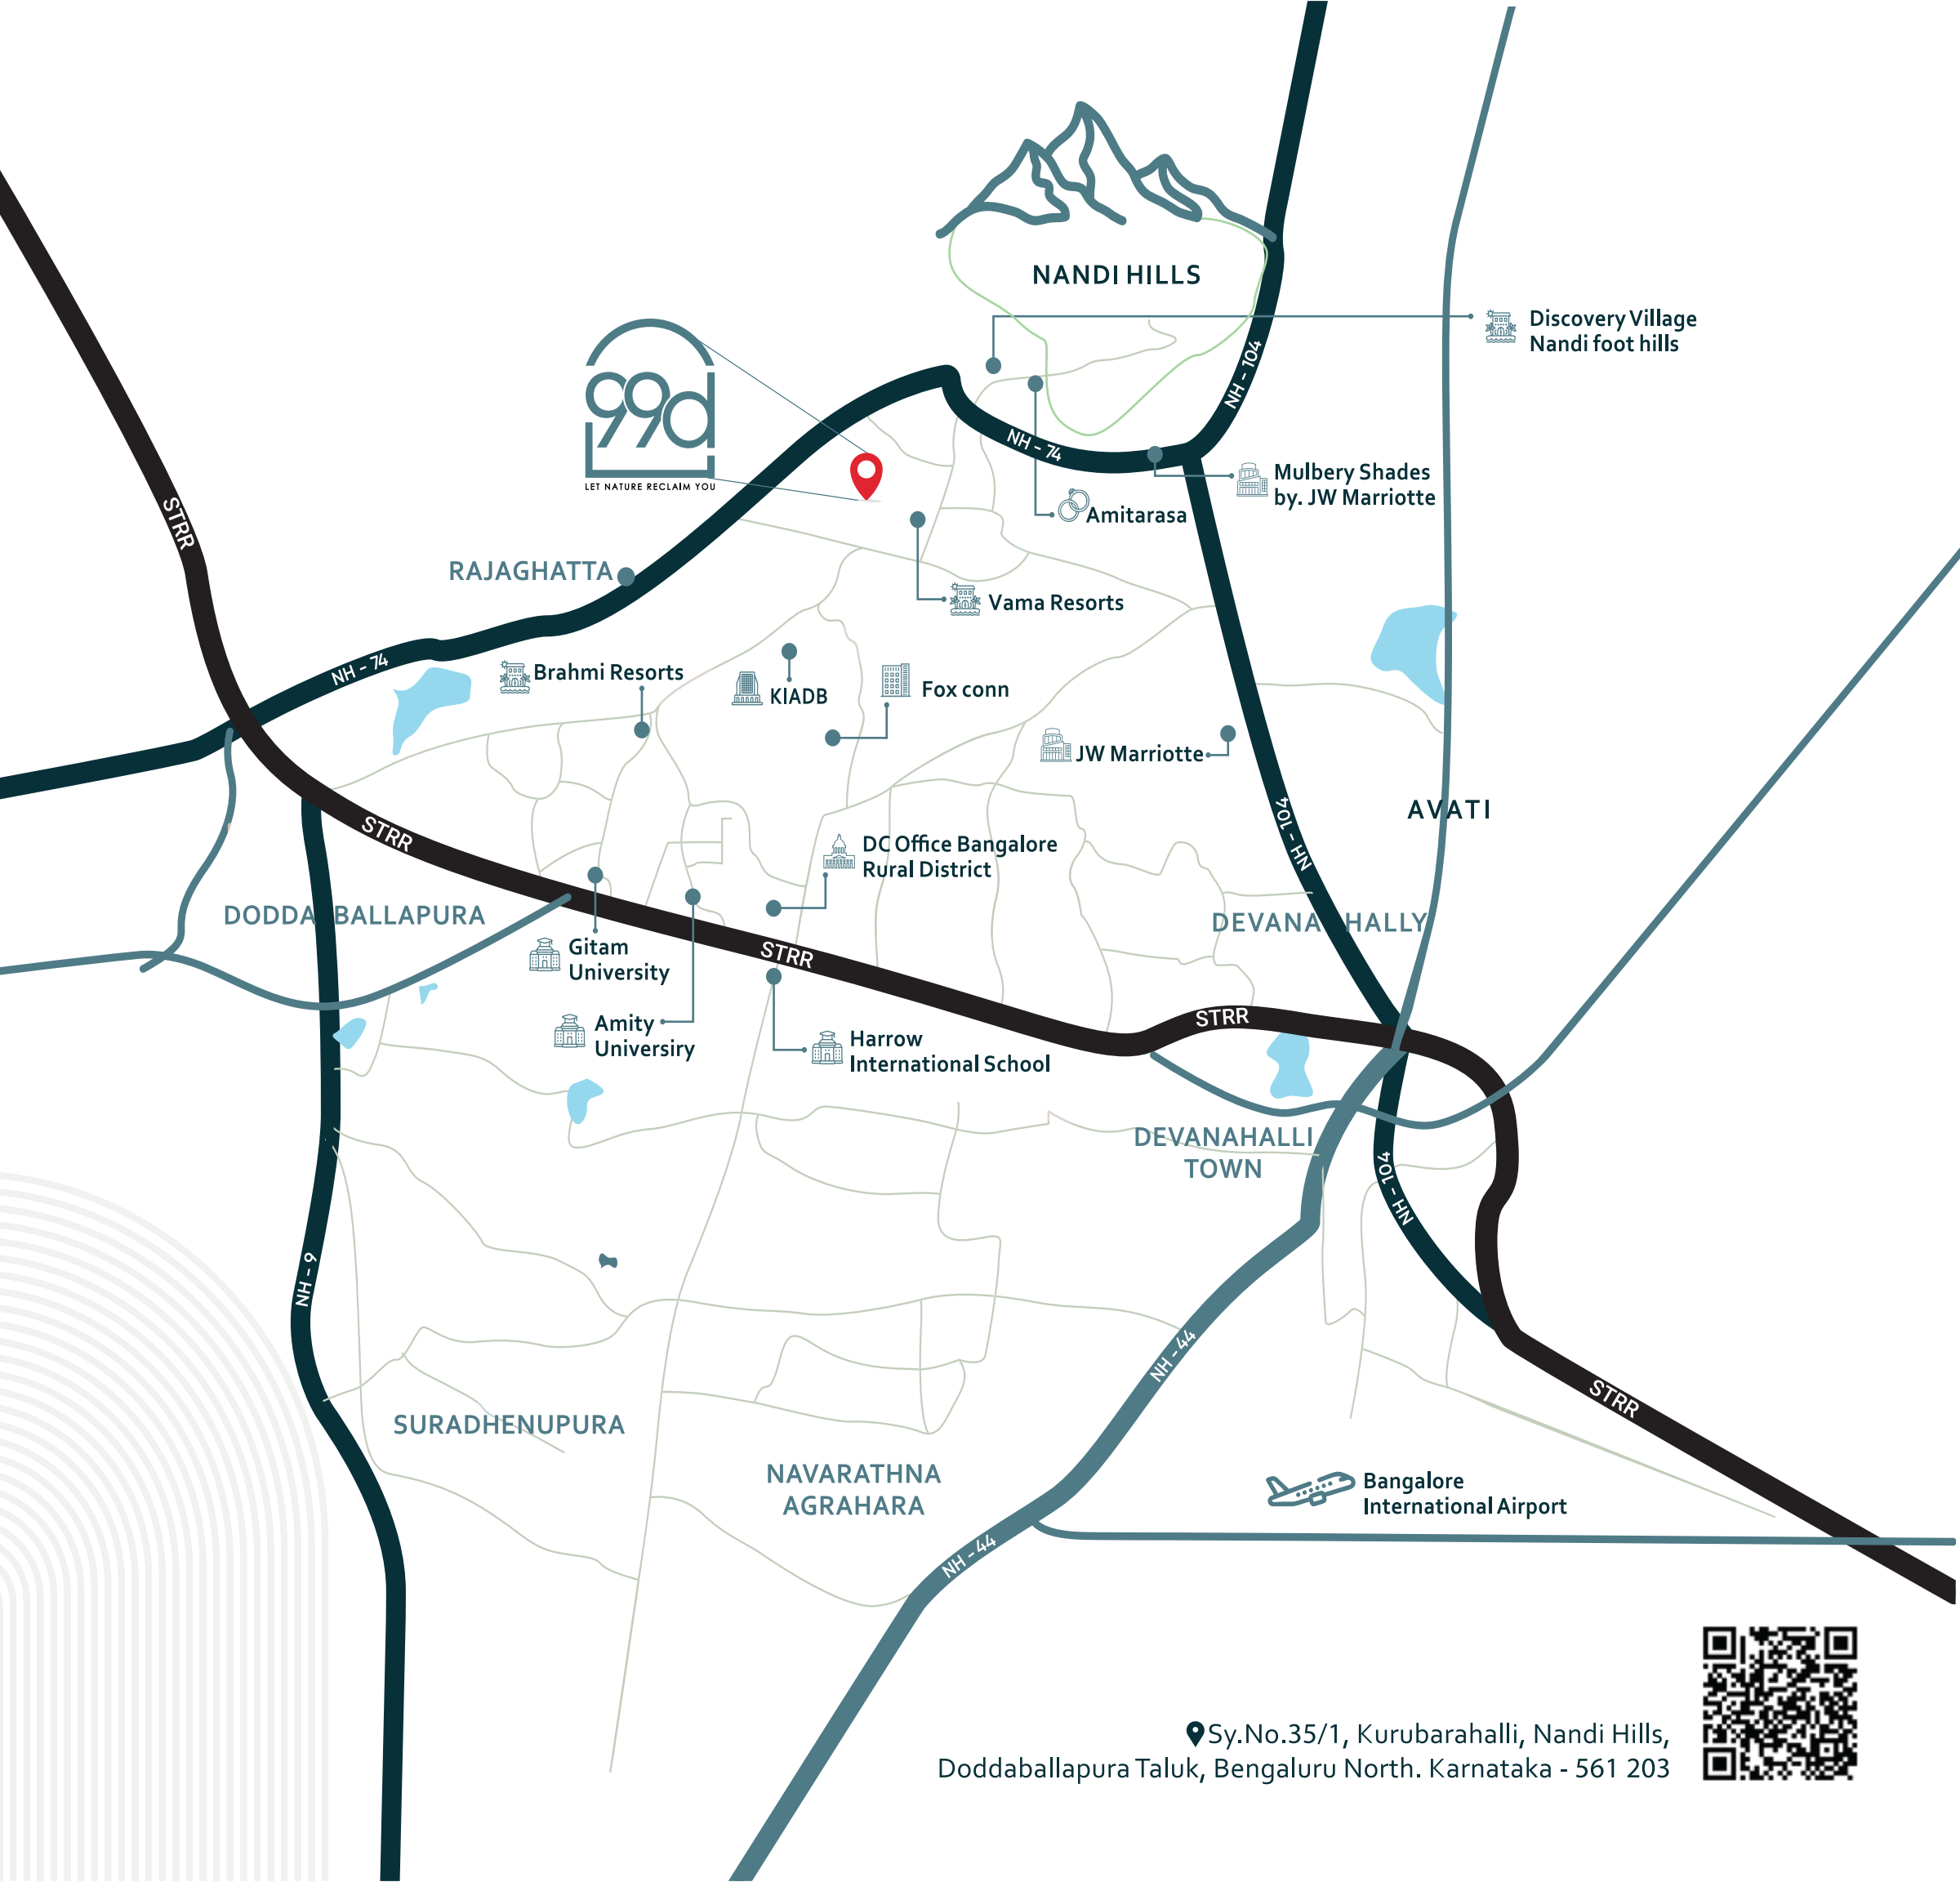 NANDI HILLS
Discovery Village
Nandi foot hills
NH - 104
99d
LET NATURE RECLAIM YOU
NH - 74
Mulbery Shades
by. JW Marriotte
Amitarasa
STRR
RAJAGHATTA
Vama Resorts
NH - 74
Brahmi Resorts
KIADB
Fox conn
JW Marriotte
AVATI
NH - 104
STRR
DC Office Bangalore
Rural District
DODDA BALLAPURA
DEVANA HALLY
Gitam
University
STRR
STRR
Amity
Universiry
Harrow
International School
DEVANAHALLI
TOWN
NH - 104
NH - 9
NH - 44
STRR
SURADHENUPURA
NAVARATHNA
AGRAHARA
Bangalore
International Airport
NH - 44
Sy.No.35/1, Kurubarahalli, Nandi Hills,
Doddaballapura Taluk, Bengaluru North. Karnataka - 561 203